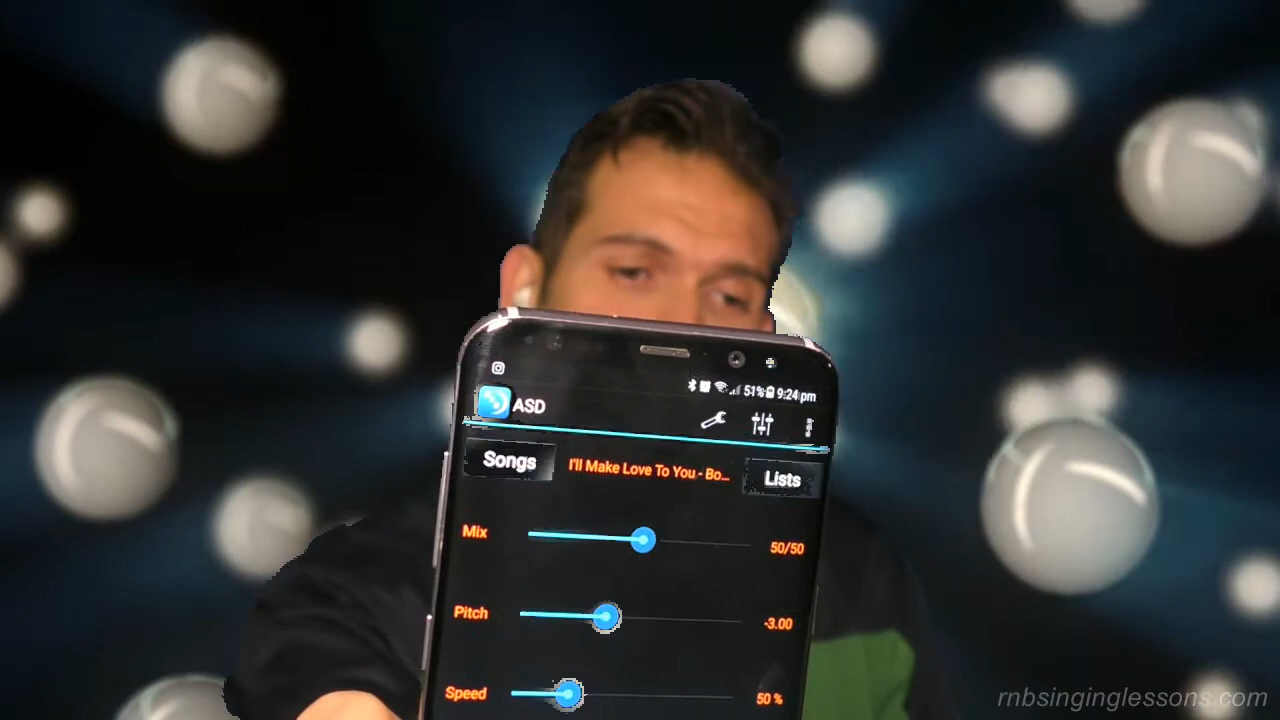 51% 9:24 pm
ASD
Songs I'll Make Love To You - Bo... Lists
Mix 50/50
Pitch -3.00
Speed 50 %
rnbsinginglessons.com